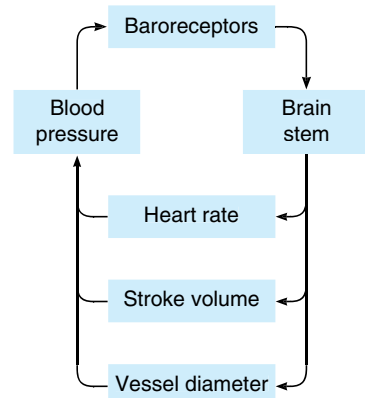 Baroreceptors
Blood
pressure
Brain
stem
Heart rate
Stroke volume
Vessel diameter